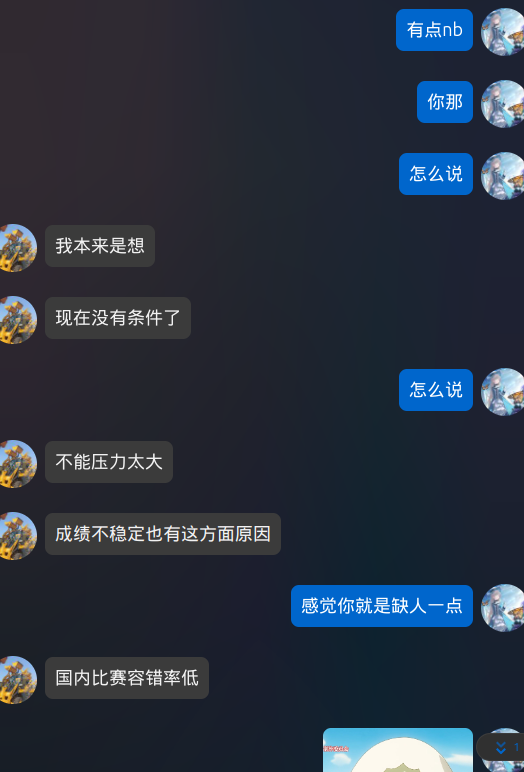 有点nb
你那
怎么说
我本来是想
现在没有条件了
怎么说
不能压力太大
成绩不稳定也有这方面原因
感觉你就是缺人一点
国内比赛容错率低
1